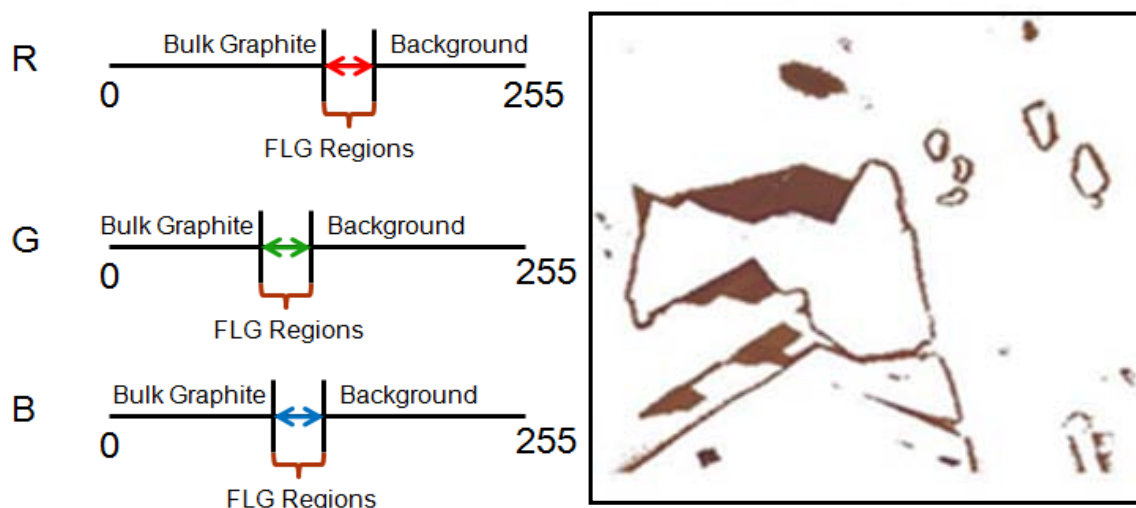 R
Bulk Graphite
Background
0
255
FLG Regions
G
Bulk Graphite
Background
0
255
FLG Regions
B
Bulk Graphite
Background
0
255
FLG Regions